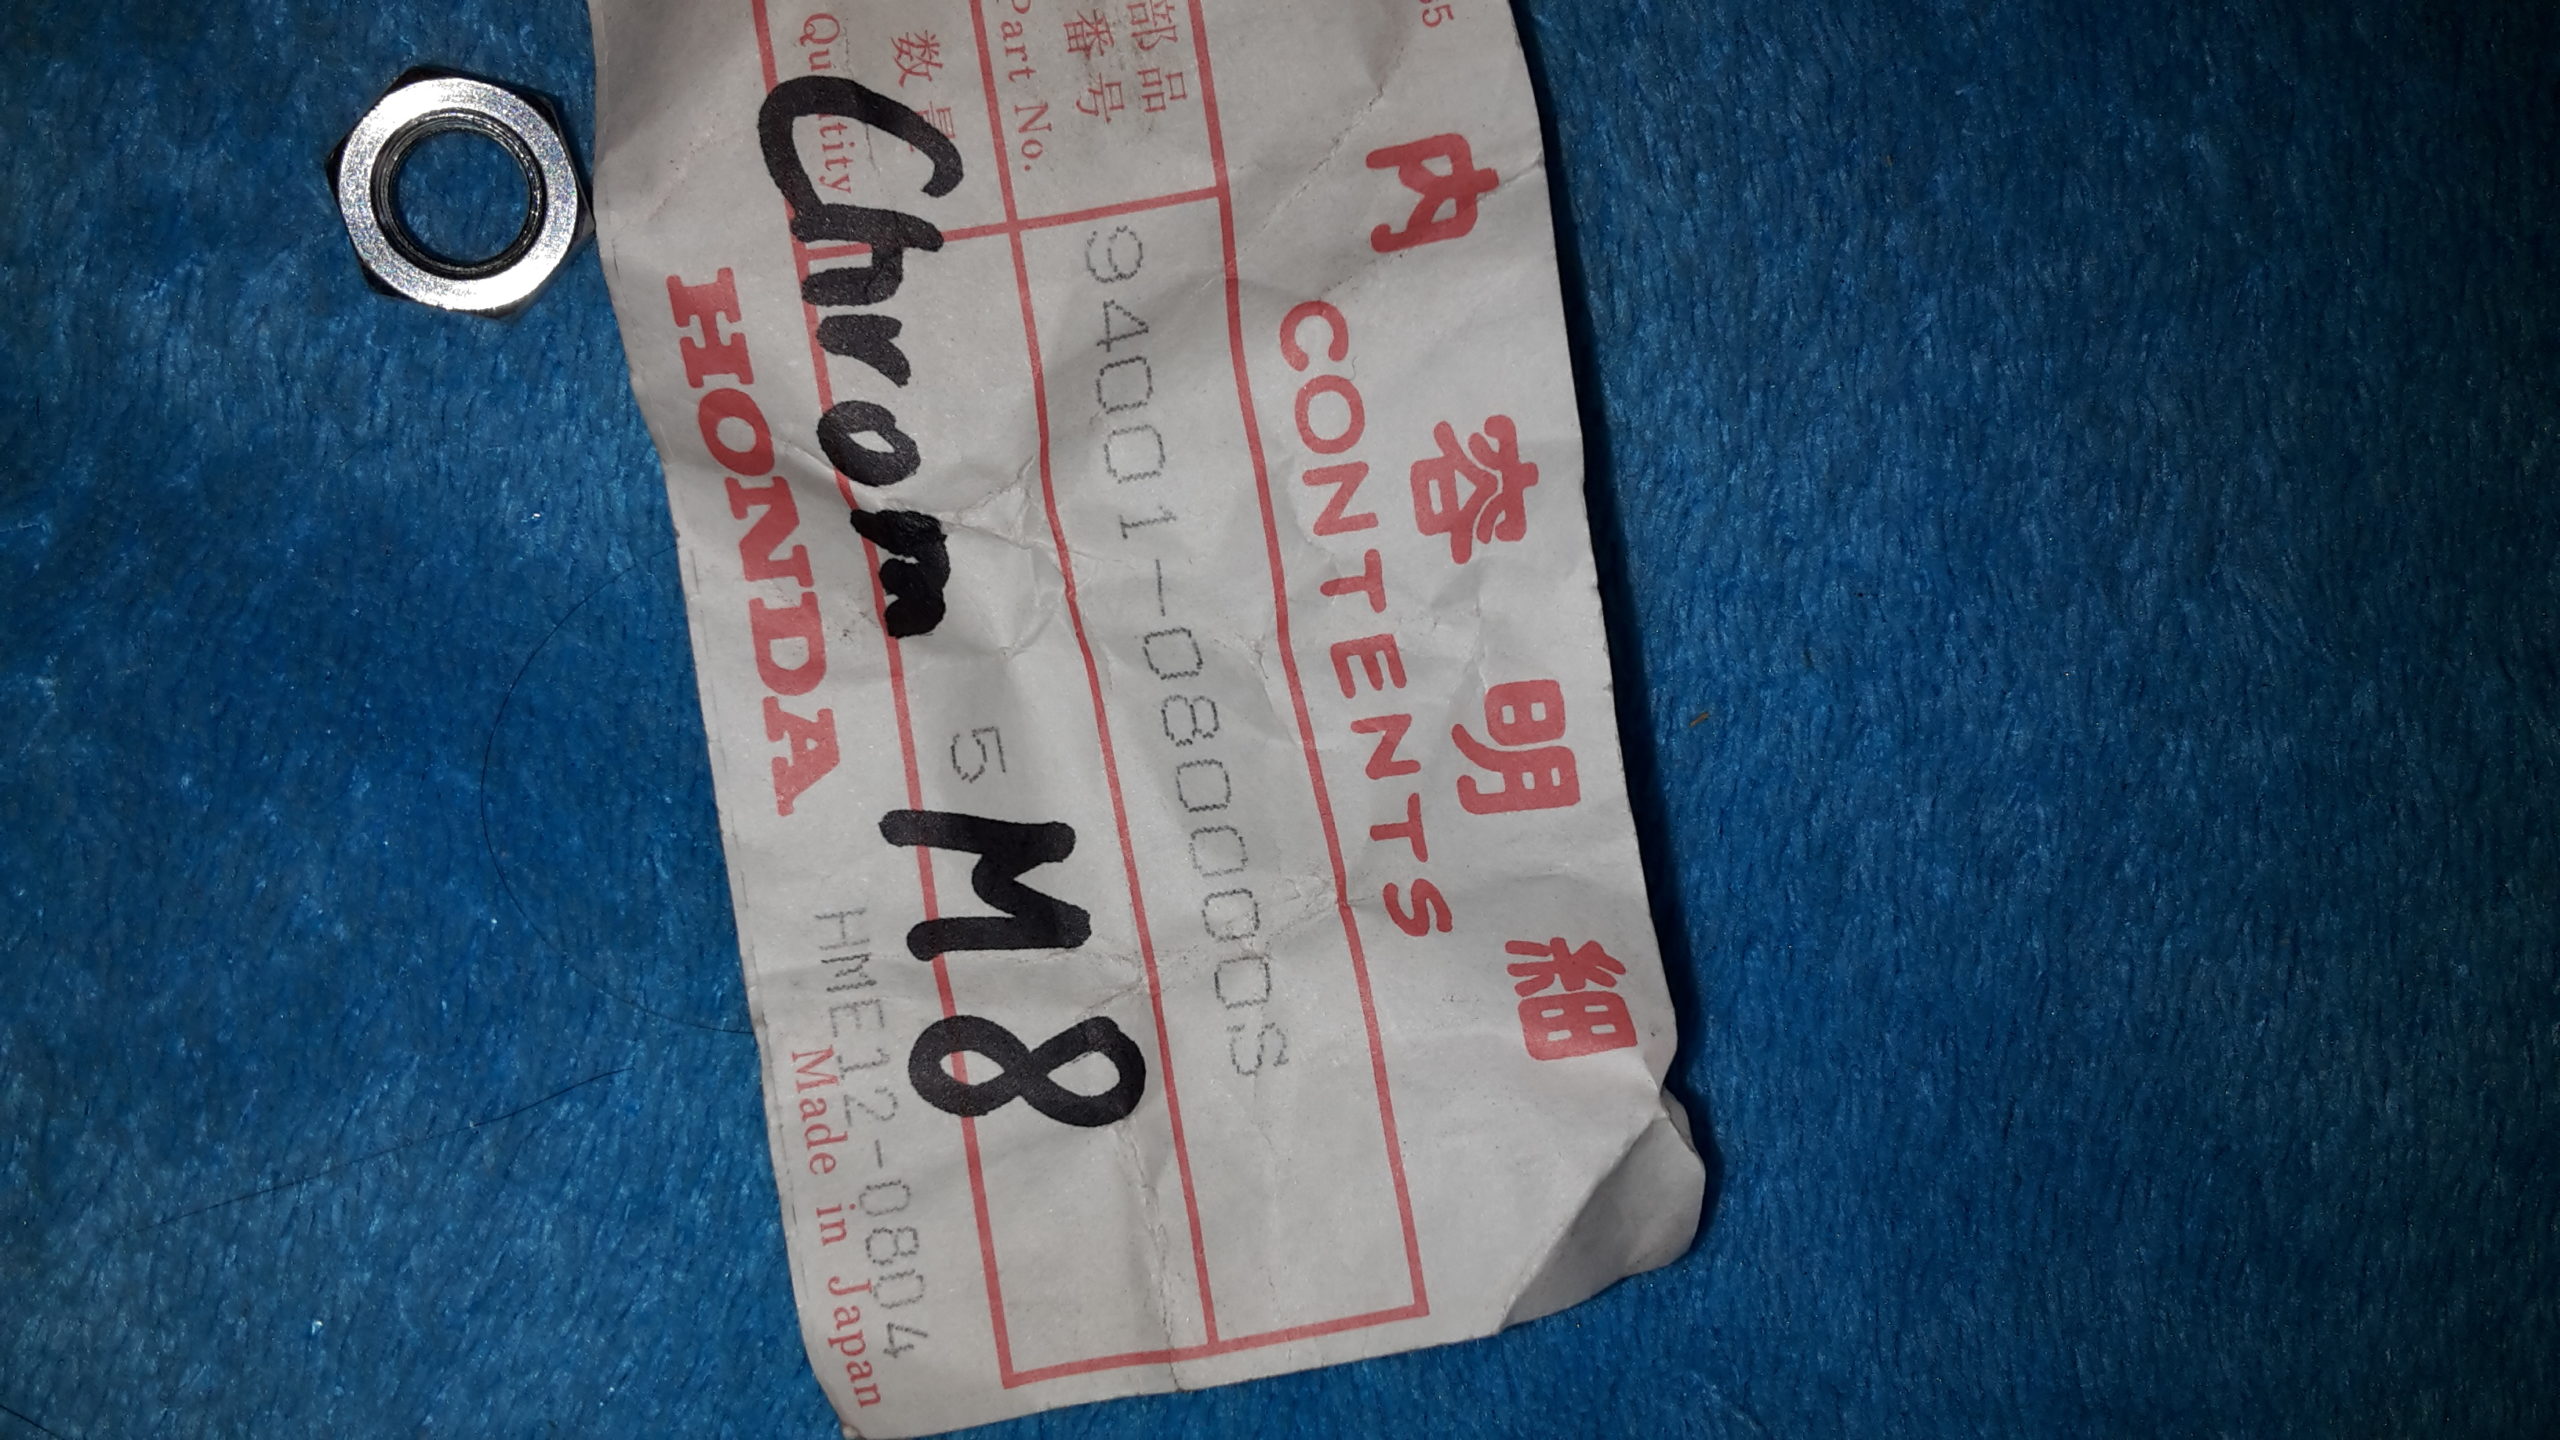 内容明細
CONTENTS
部品
番号
Part No.
94001-080000S
数量
Quantity
5
Chrom M8
HONDA
HME12-0804
Made in Japan